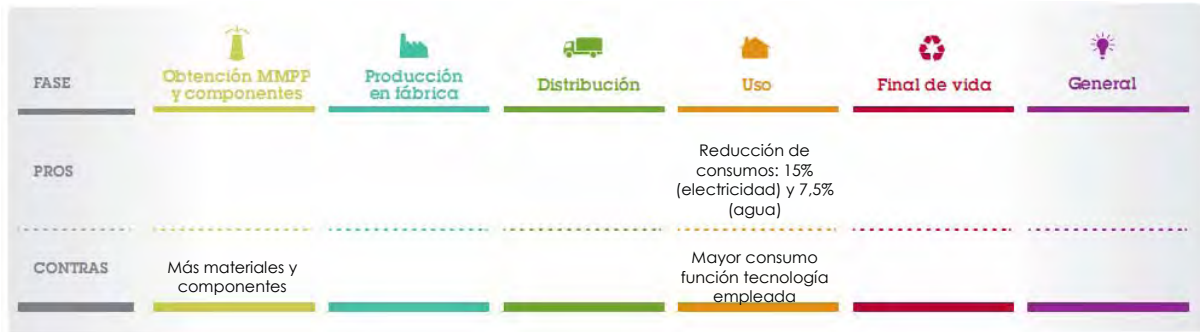 FASE
Obtención MMPP
y componentes
Producción
en fábrica
Distribución
Uso
Final de vida
General
PROS
Reducción de
consumos: 15%
(electricidad) y 7,5%
(agua)
CONTRAS
Más materiales y
componentes
Mayor consumo
función tecnología
empleada